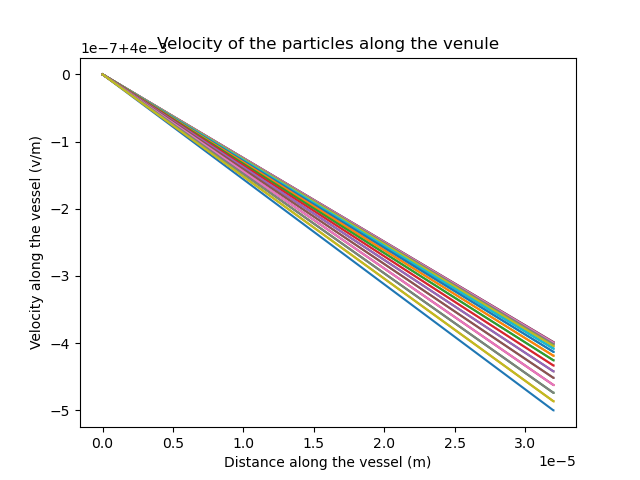 Velocity of the particles along the venule
1e−7+4e−3
0
−1
−2
−3
−4
−5
Velocity along the vessel (v/m)
0.0 0.5 1.0 1.5 2.0 2.5 3.0
1e−5
Distance along the vessel (m)